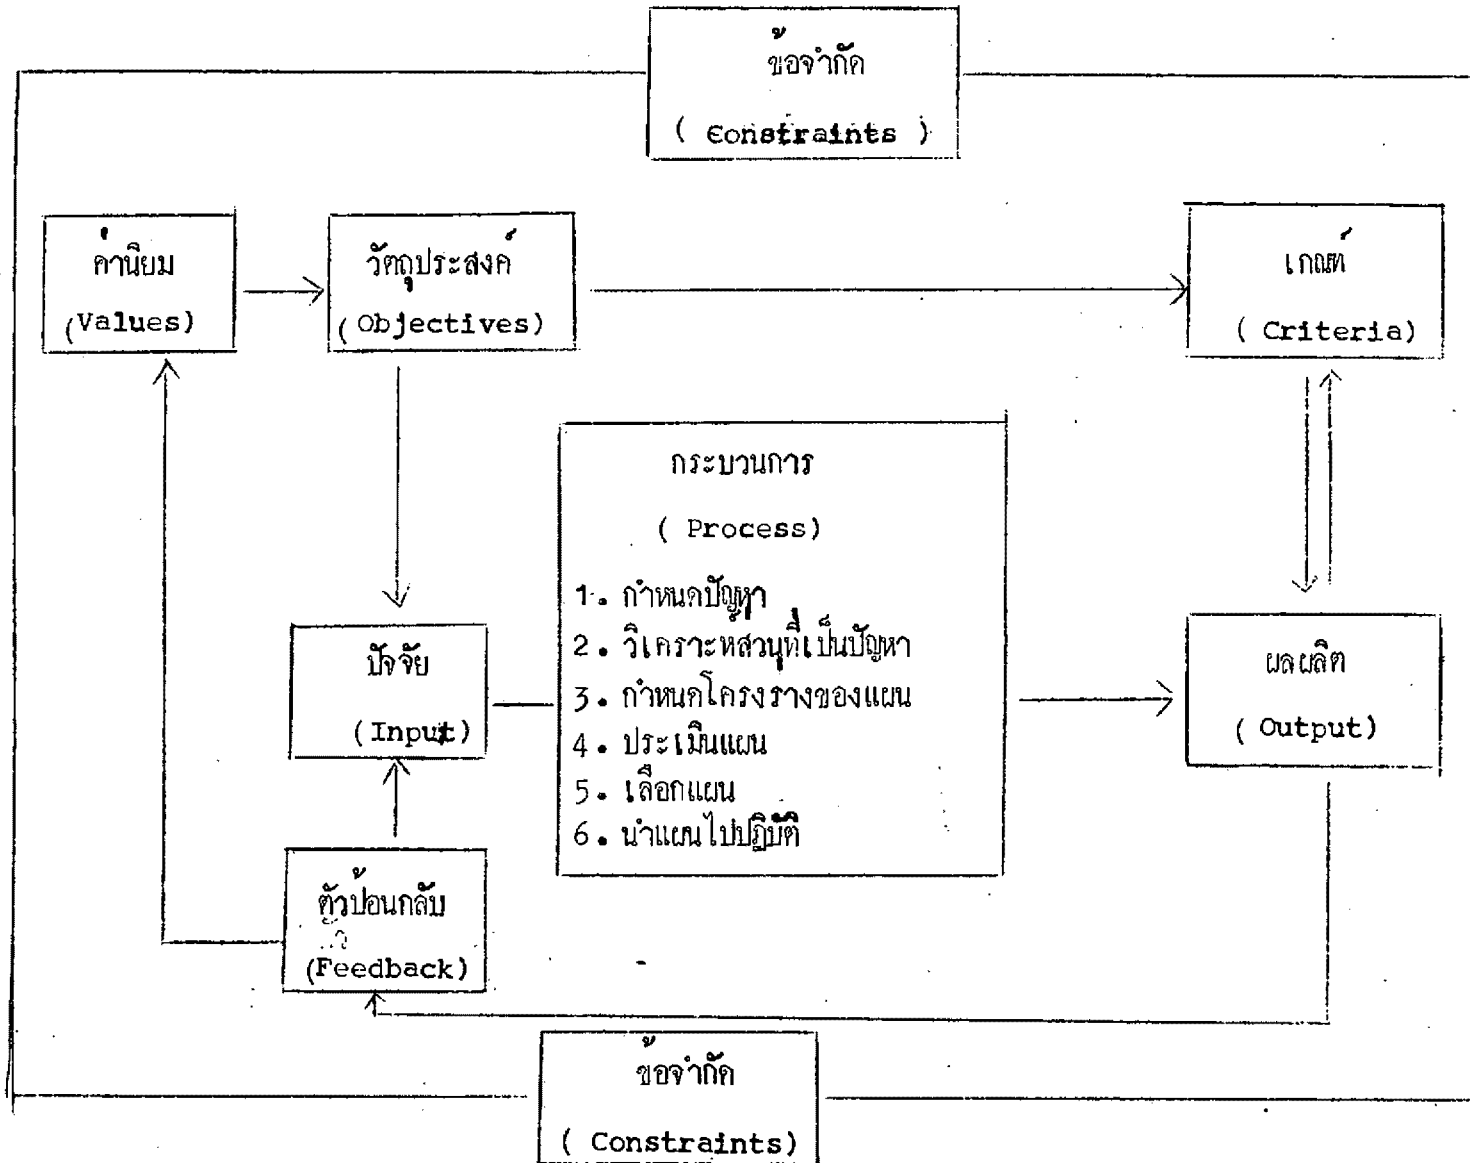 ข้อจำกัด
( Constraints )
ค่านิยม
(Values)
วัตถุประสงค์
(Objectives)
เกณฑ์
( Criteria)
กระบวนการ
( Process)
1. กำหนดปัญหา
2. วิเคราะห์ส่วนที่เป็นปัญหา
3. กำหนดโครงร่างของแผน
4. ประเมินแผน
5. เลือกแผน
6. นำแผนไปปฏิบัติ
ปัจจัย
(Input)
ผลผลิต
( Output)
ตัวป้อนกลับ
(Feedback)
ข้อจำกัด
( Constraints)